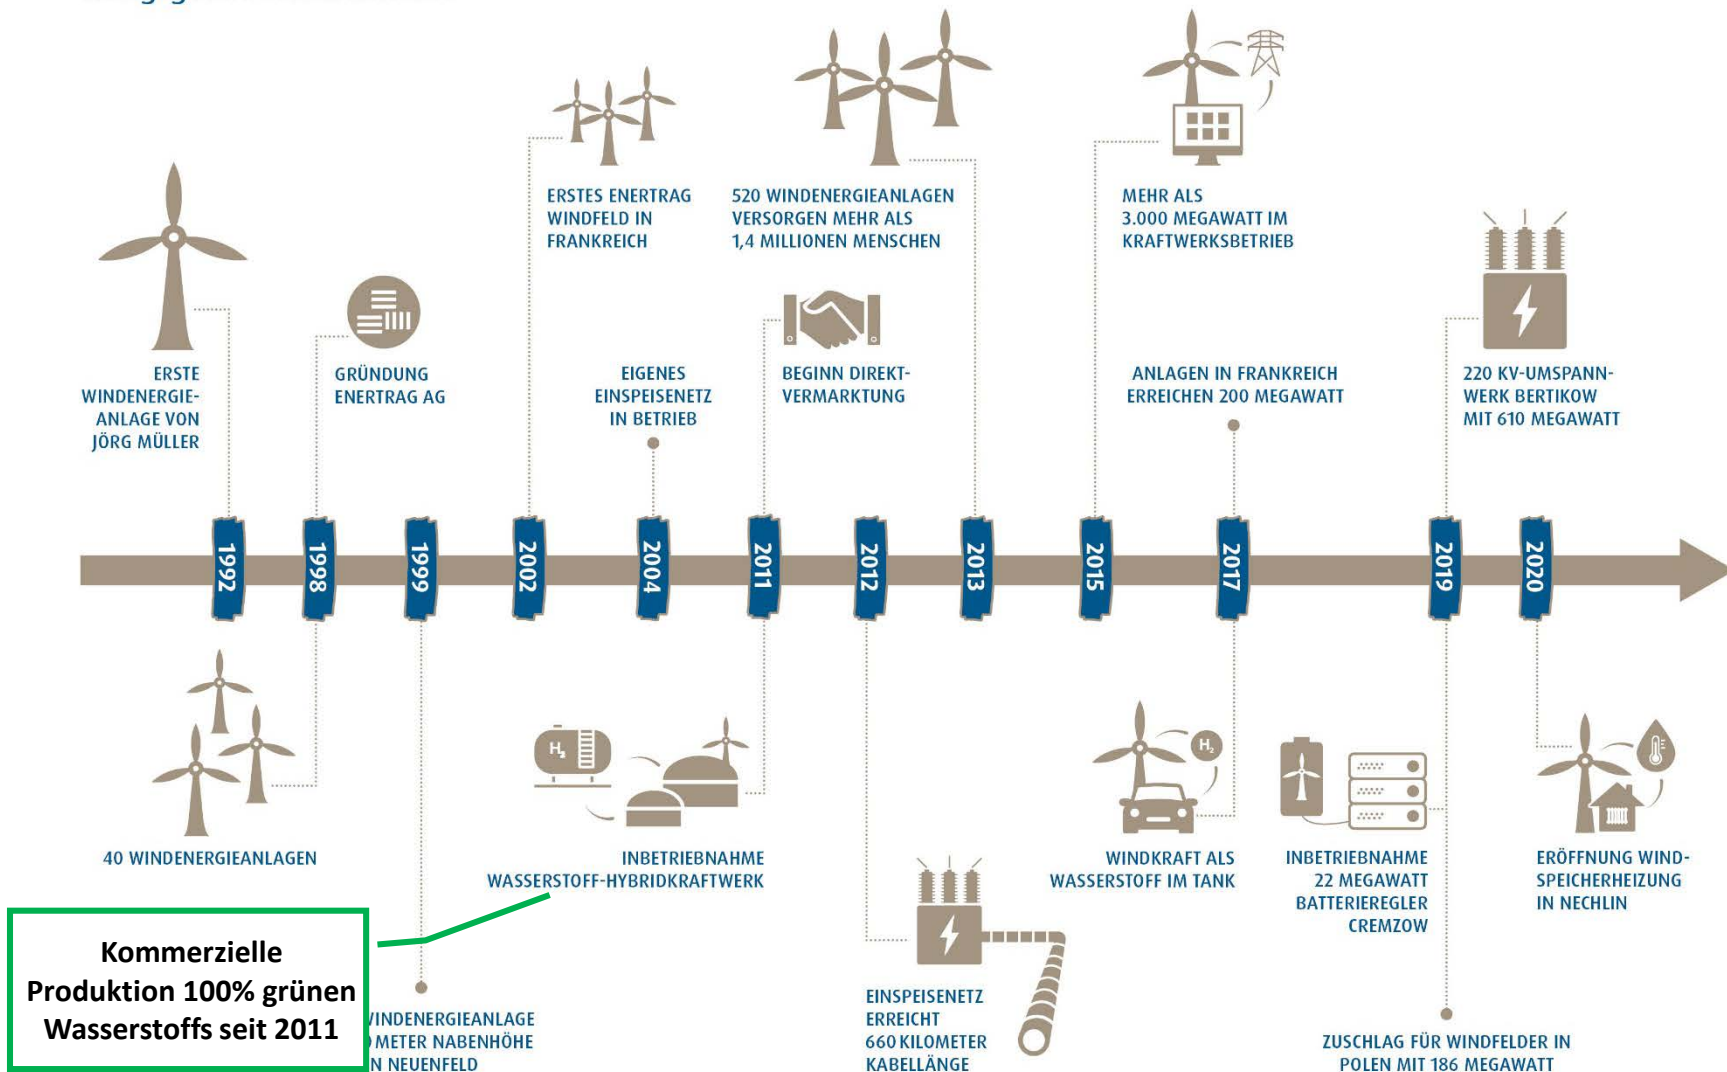 ERSTES ENERTRAG
WINDFELD IN
FRANKREICH
520 WINDENERGIEANLAGEN
VERSORGEN MEHR ALS
1,4 MILLIONEN MENSCHEN
MEHR ALS
3.000 MEGAWATT IM
KRAFTWERKSBETRIEB
ERSTE
WINDENERGIE-
ANLAGE VON
JÖRG MÜLLER
GRÜNDUNG
ENERTRAG AG
EIGENES
EINSPEISENETZ
IN BETRIEB
BEGINN DIREKT-
VERMARKTUNG
ANLAGEN IN FRANKREICH
ERREICHEN 200 MEGAWATT
220 KV-UMSPANN-
WERK BERTIKOW
MIT 610 MEGAWATT
1992
1998
1999
2002
2004
2011
2012
2013
2015
2017
2019
2020
H2
H2
40 WINDENERGIEANLAGEN
INBETRIEBNAHME
WASSERSTOFF-HYBRIDKRAFTWERK
WINDKRAFT ALS
WASSERSTOFF IM TANK
INBETRIEBNAHME
22 MEGAWATT
BATTERIEREGLER
CREMZOW
ERÖFFNUNG WIND-
SPEICHERHEIZUNG
IN NECHLIN
Kommerzielle
Produktion 100% grünen
Wasserstoffs seit 2011
WINDENERGIEANLAGE
METER NABENHÖHE
NEUENFELD
EINSPEISENETZ
ERREICHT
660 KILOMETER
KABELLÄNGE
ZUSCHLAG FÜR WINDFELDER IN
POLEN MIT 186 MEGAWATT